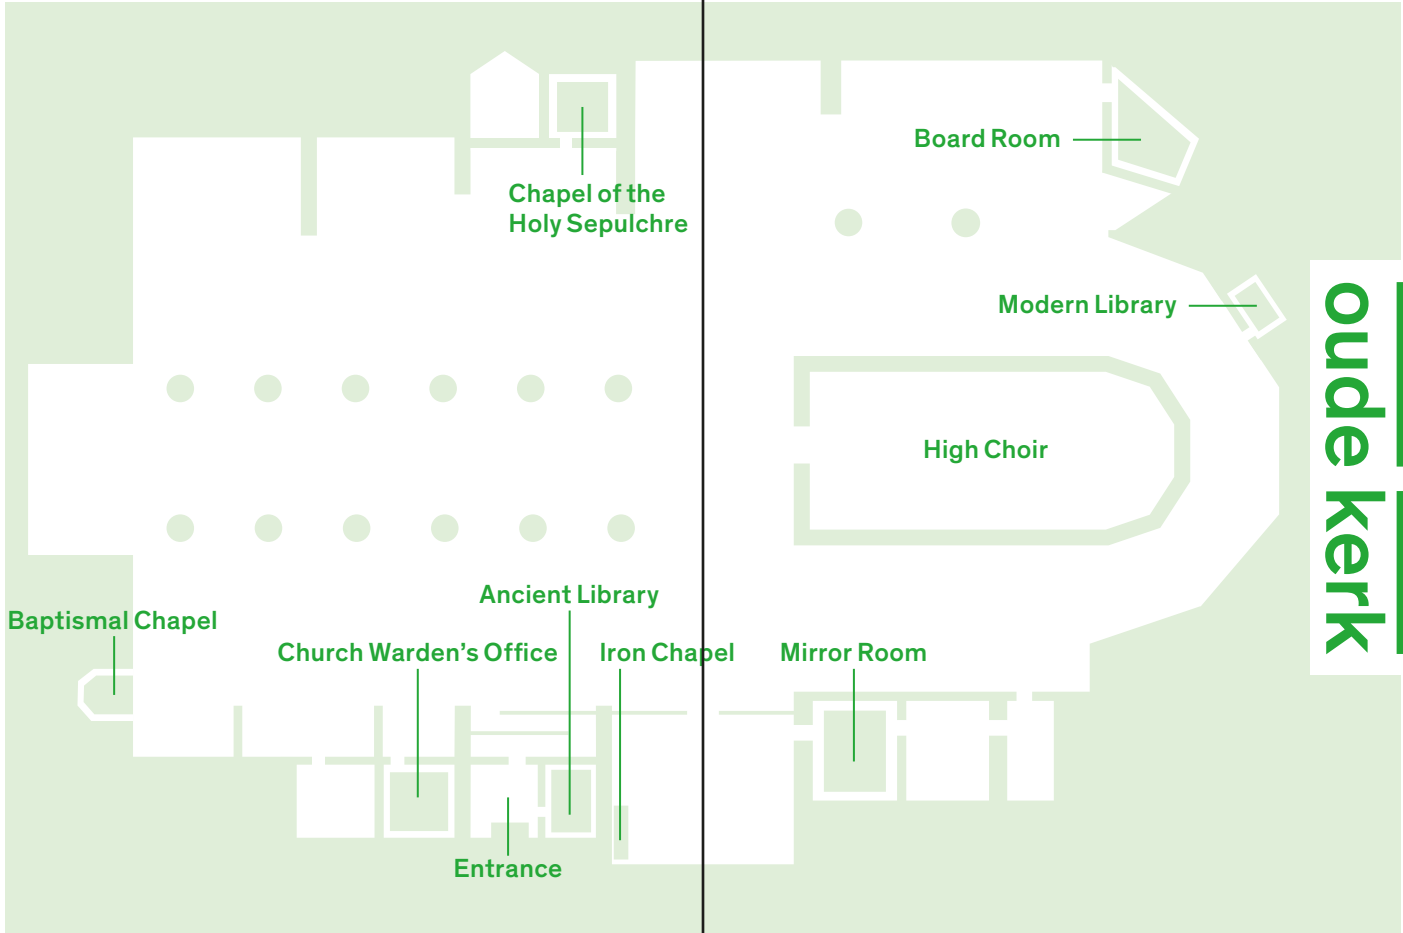 Board Room
Chapel of the
Holy Sepulchre
Modern Library
oude kerk
High Choir
Ancient Library
Baptismal Chapel
Church Warden’s Office
Iron Chapel
Mirror Room
Entrance